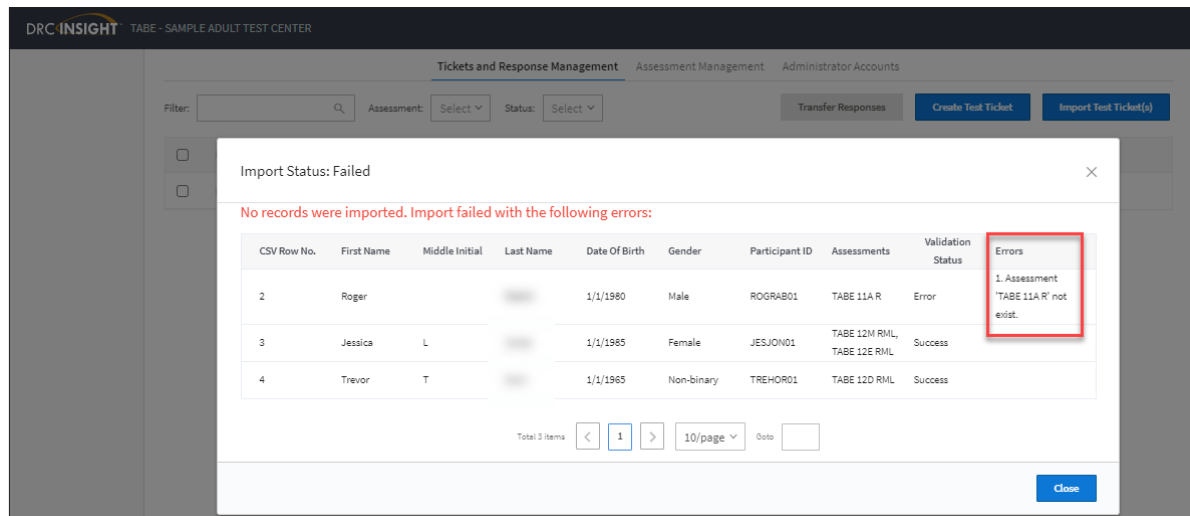 DRC INSIGHT TABE - SAMPLE ADULT TEST CENTER
Tickets and Response Management Assessment Management Administrator Accounts
Filter: Assessment: Select Status: Select Transfer Responses Create Test Ticket Import Test Ticket(s)
Import Status: Failed
No records were imported. Import failed with the following errors:
CSV Row No. First Name Middle Initial Last Name Date Of Birth Gender Participant ID Assessments Validation Status Errors
2 Roger 1/1/1980 Male ROGRAB01 TABE 11A R Error 1. Assessment 'TABE 11A R' not exist.
3 Jessica L 1/1/1985 Female JESJON01 TABE 12M RML, TABE 12E RML Success
4 Trevor T 1/1/1965 Non-binary TREHOR01 TABE 12D RML Success
Total 3 items < 1 > 10/page Goto
Close